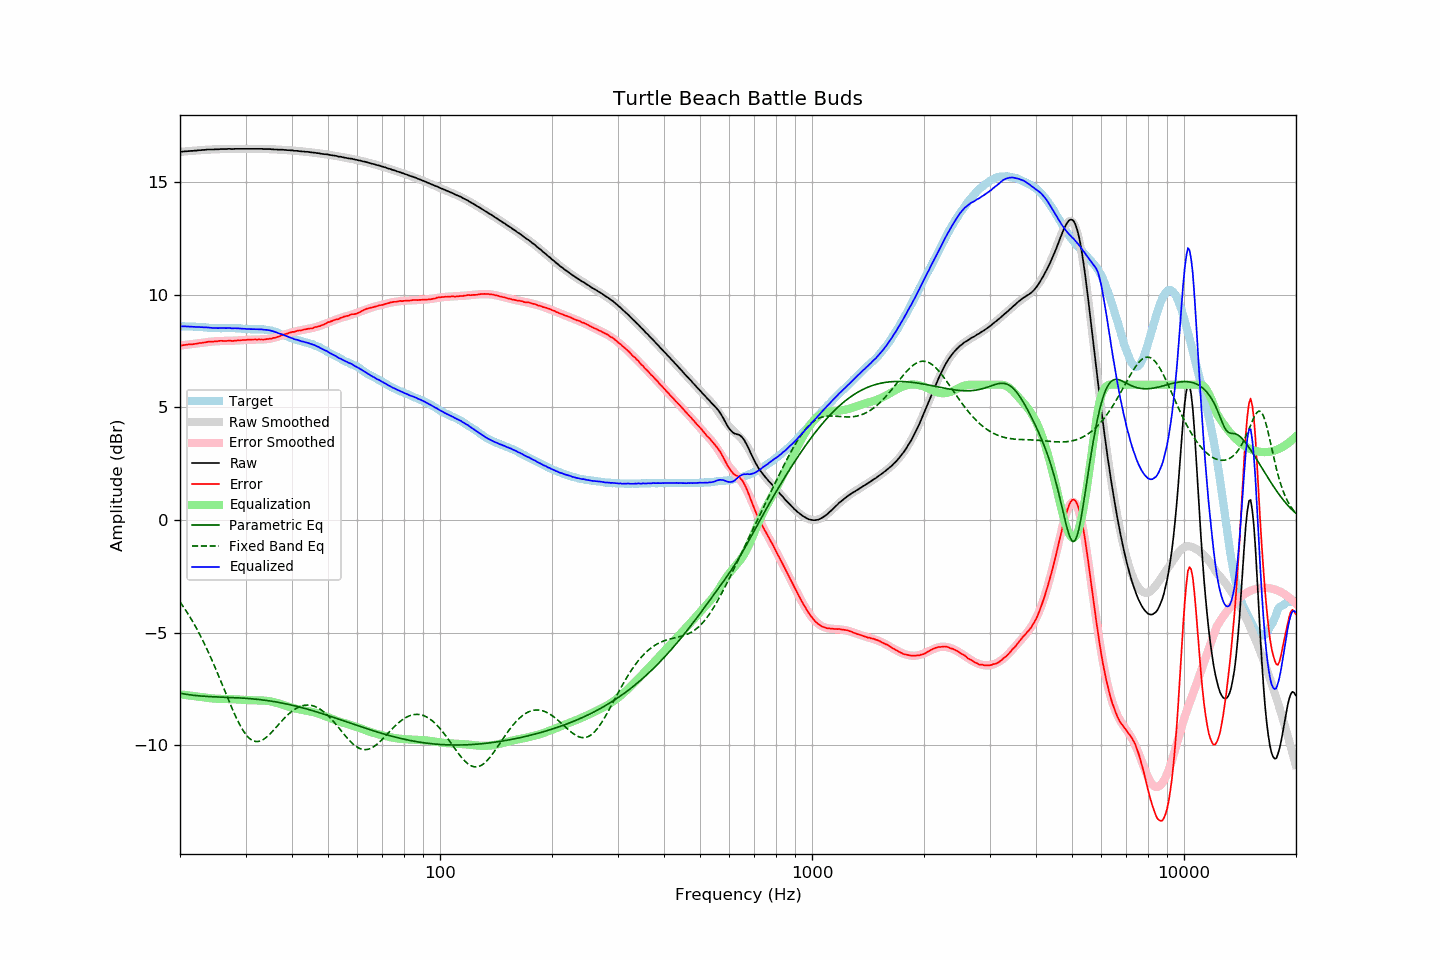 Turtle Beach Battle Buds
Amplitude (dBr)
15
10
5
0
−5
−10
Target
Raw Smoothed
Error Smoothed
Raw
Error
Equalization
Parametric Eq
Fixed Band Eq
Equalized
100
1000
10000
Frequency (Hz)